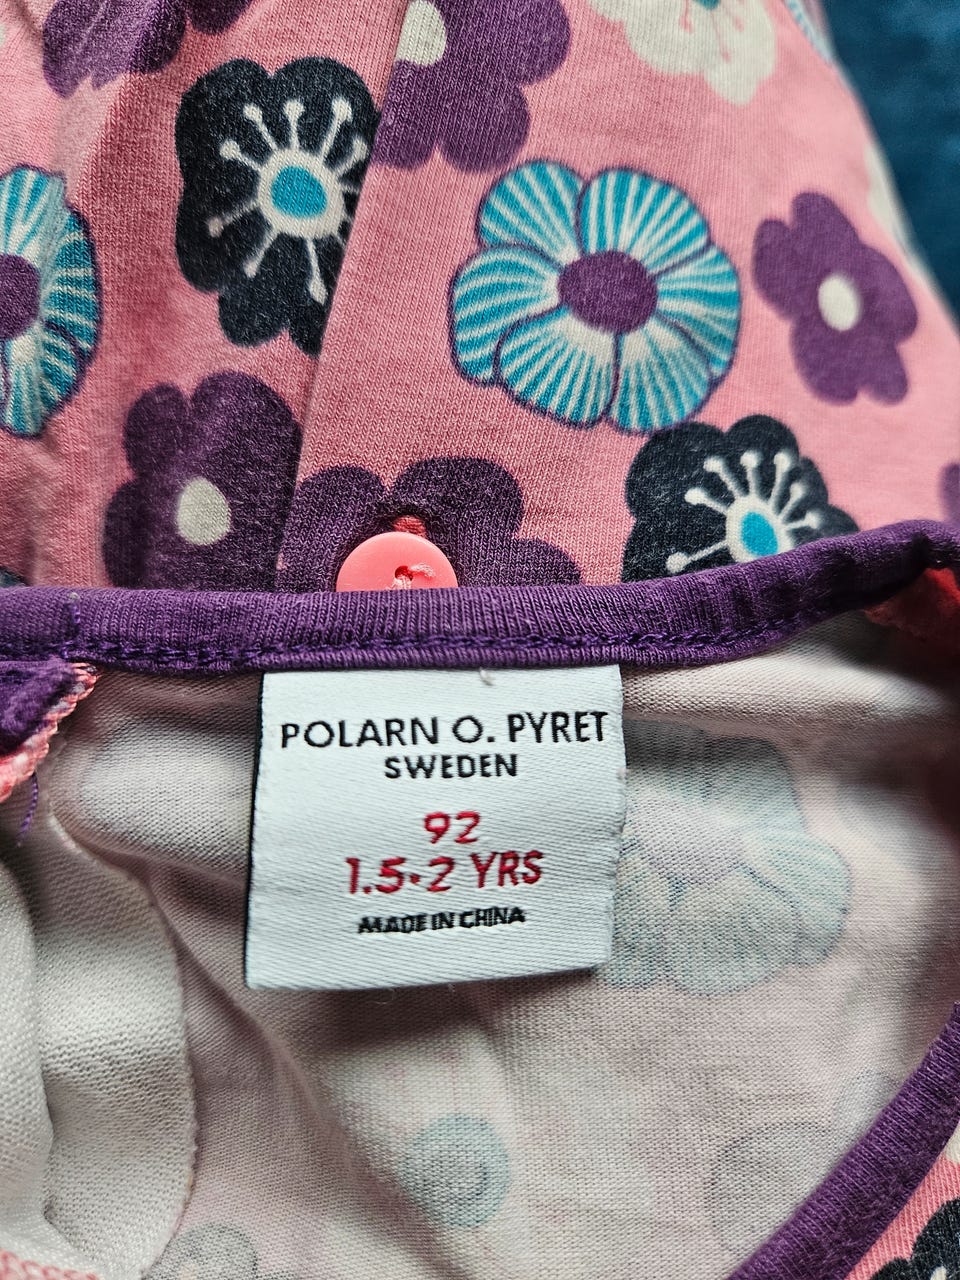 POLARN O. PYRET
SWEDEN
92
1.5-2 YRS
MADE IN CHINA